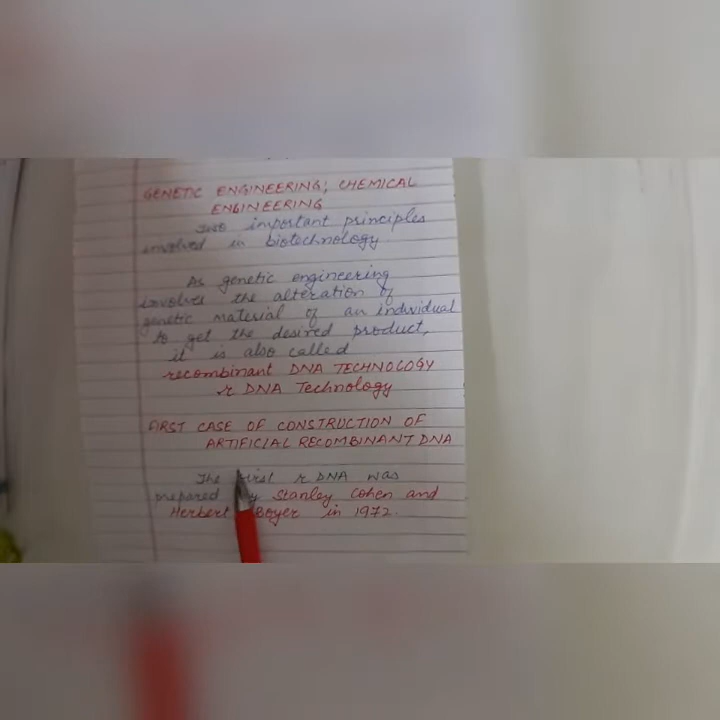 GENETIC ENGINEERING; CHEMICAL
ENGINEERING
Two important principles
involved in biotechnology.
As genetic engineering
involves the alteration of
genetic material of an individual
to get the desired product,
it is also called
recombinant DNA TECHNOLOGY
r DNA Technology
FIRST CASE OF CONSTRUCTION OF
ARTIFICIAL RECOMBINANT DNA
The first r DNA was
prepared by Stanley Cohen and
Herbert Boyer in 1972.